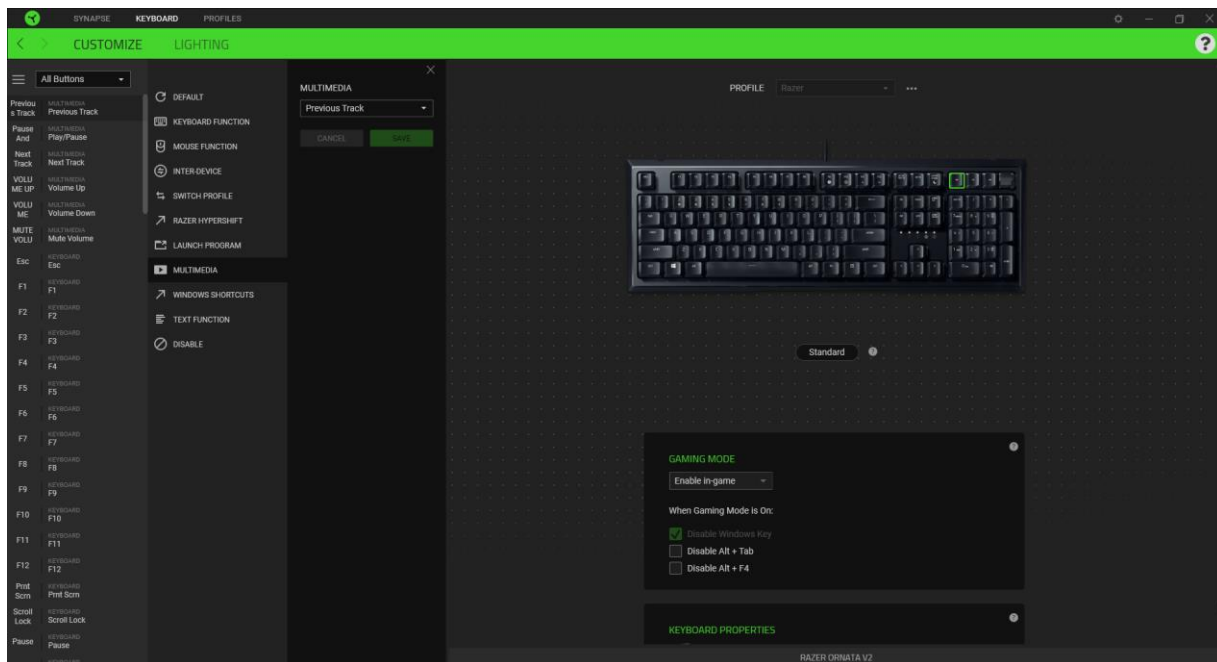 SYNAPSE KEYBOARD PROFILES
CUSTOMIZE LIGHTING
?
All Buttons
Previou
s Track
MULTIMEDIA
Previous Track
Pause
And
MULTIMEDIA
Play/Pause
Next
Track
MULTIMEDIA
Next Track
VOLU
ME UP
MULTIMEDIA
Volume Up
VOLU
ME
MULTIMEDIA
Volume Down
MUTE
VOLU
MULTIMEDIA
Mute Volume
Esc
KEYBOARD
Esc
F1
KEYBOARD
F1
F2
KEYBOARD
F2
F3
KEYBOARD
F3
F4
KEYBOARD
F4
F5
KEYBOARD
F5
F6
KEYBOARD
F6
F7
KEYBOARD
F7
F8
KEYBOARD
F8
F9
KEYBOARD
F9
F10
KEYBOARD
F10
F11
KEYBOARD
F11
F12
KEYBOARD
F12
Prnt
Scrn
KEYBOARD
Prnt Scrn
Scroll
Lock
KEYBOARD
Scroll Lock
Pause
KEYBOARD
Pause
DEFAULT
KEYBOARD FUNCTION
MOUSE FUNCTION
INTER-DEVICE
SWITCH PROFILE
RAZER HYPERSHIFT
LAUNCH PROGRAM
MULTIMEDIA
WINDOWS SHORTCUTS
TEXT FUNCTION
DISABLE
MULTIMEDIA
Previous Track
CANCEL SAVE
PROFILE Razer
Standard ?
GAMING MODE ?
Enable in-game
When Gaming Mode is On:
Disable Windows Key
Disable Alt + Tab
Disable Alt + F4
KEYBOARD PROPERTIES ?
RAZER ORNATA V2